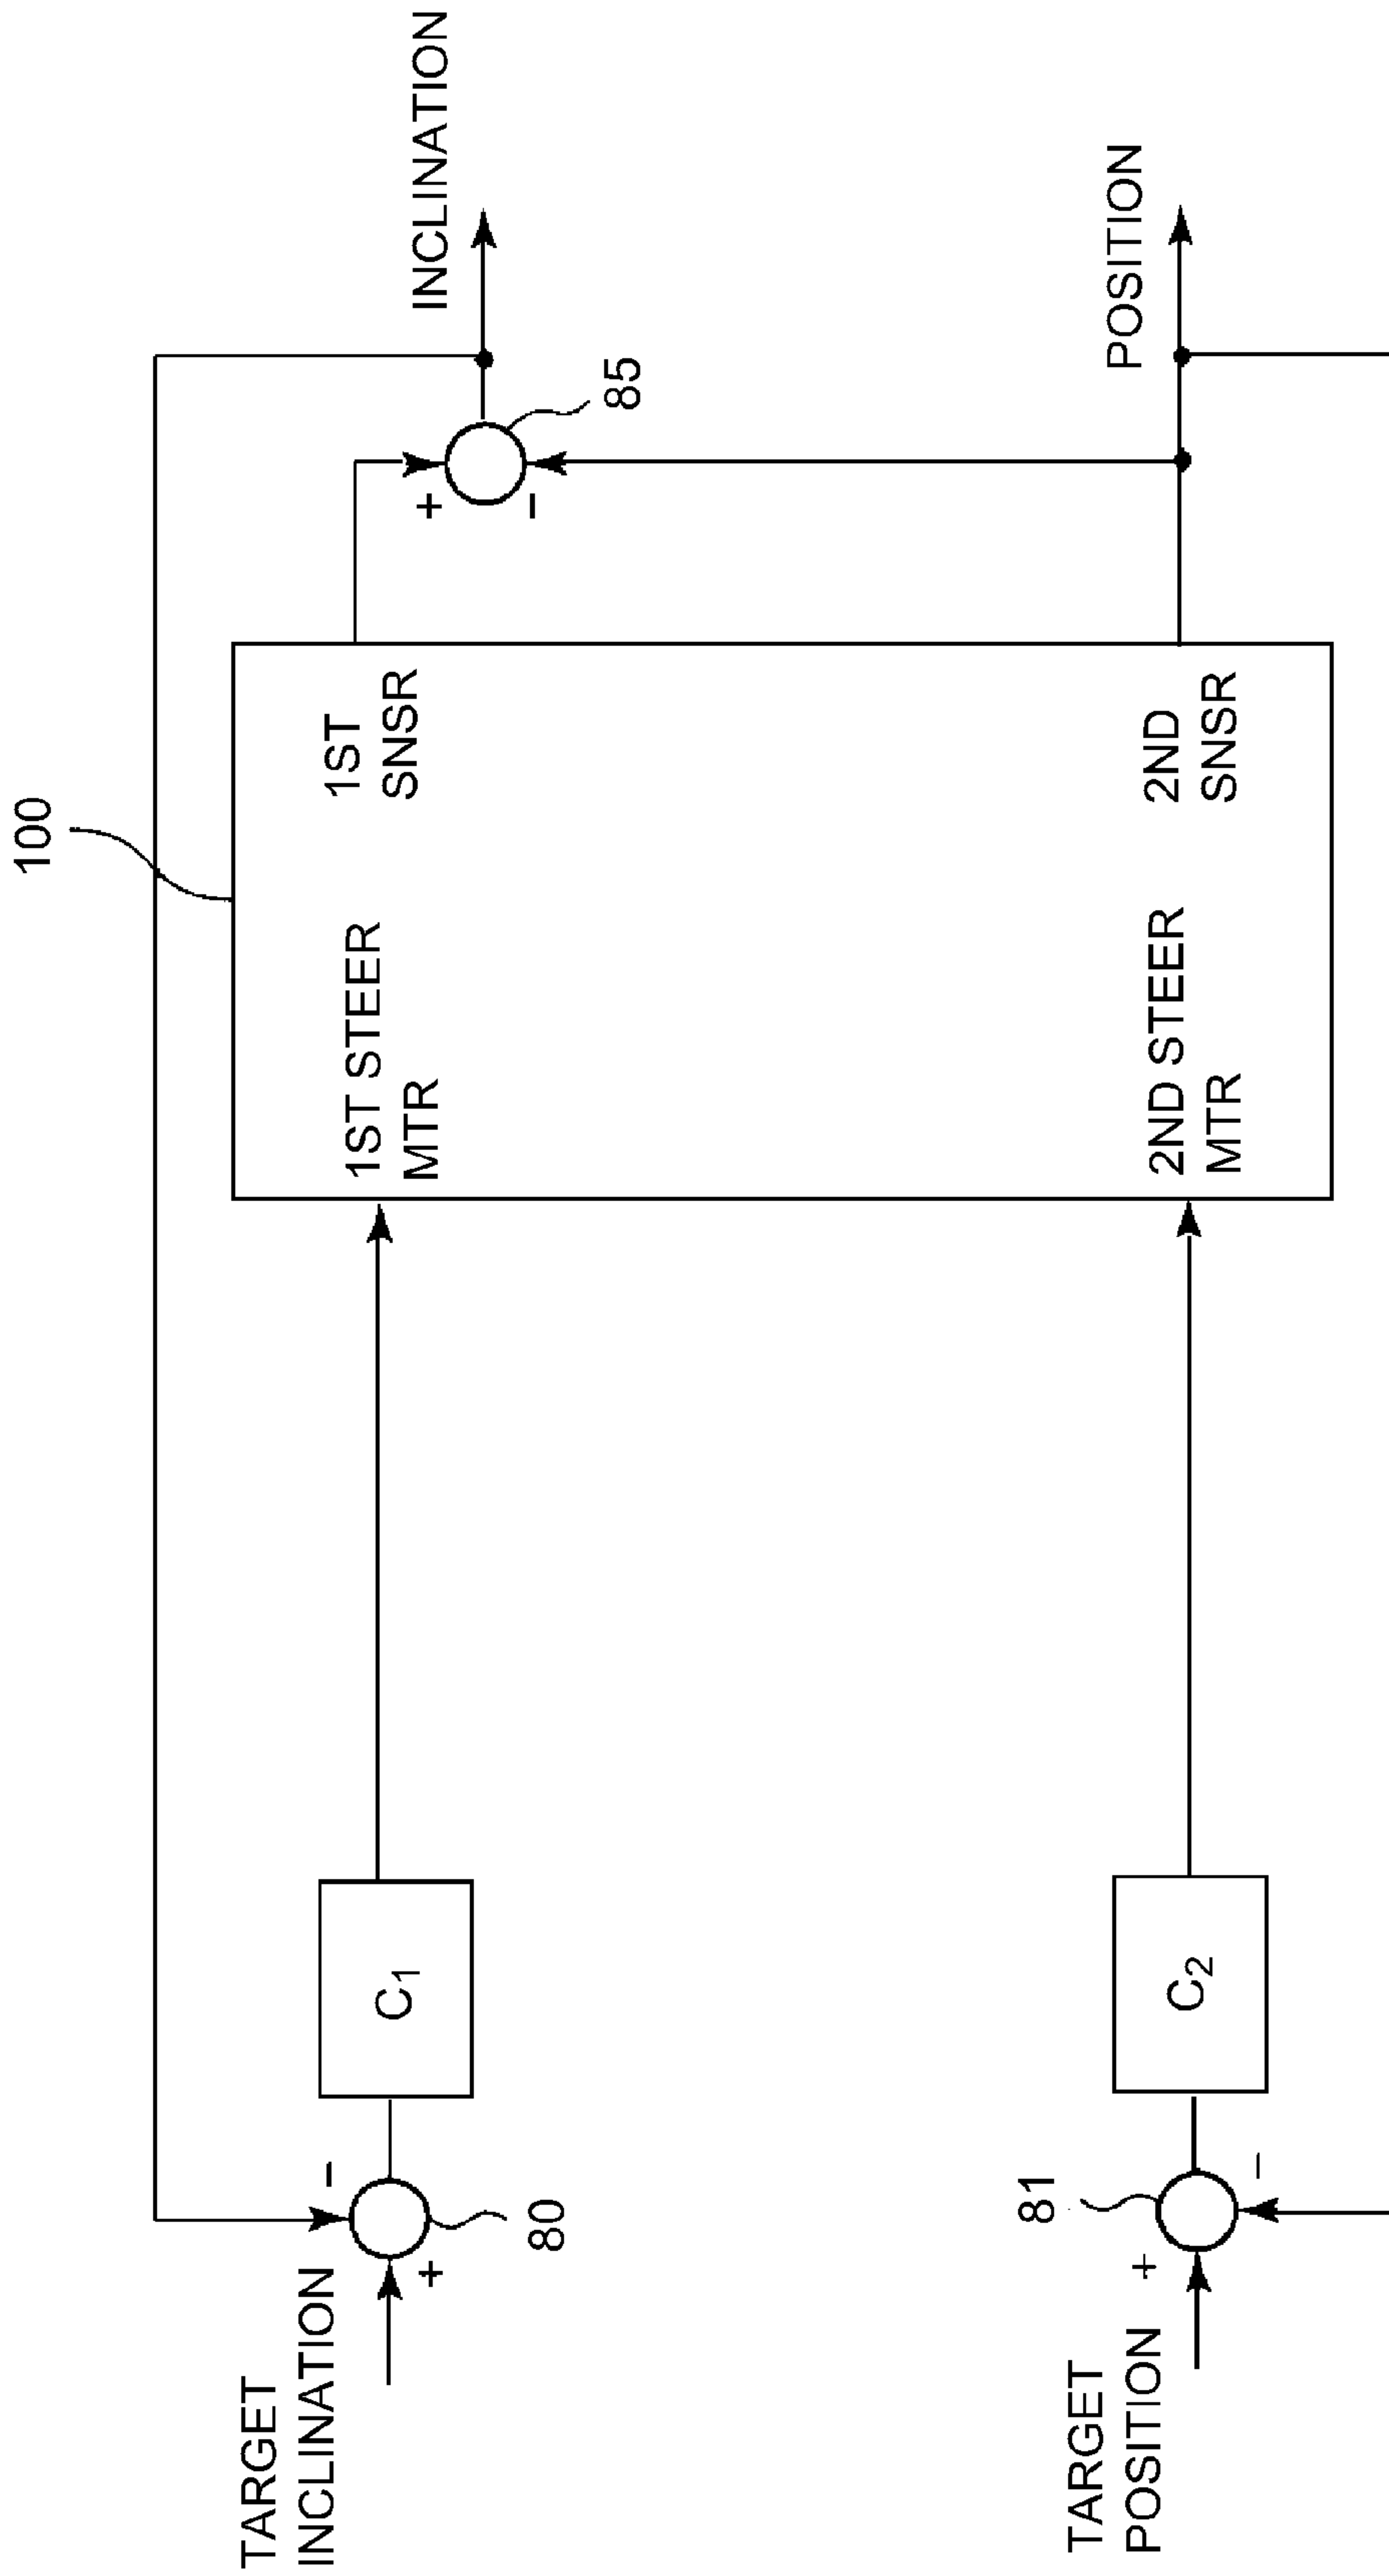 100
TARGET
INCLINATION
−
+
80
C1
1ST STEER
MTR
1ST
SNSR
+
−
85
INCLINATION
TARGET
POSITION
+
−
81
C2
2ND STEER
MTR
2ND
SNSR
POSITION